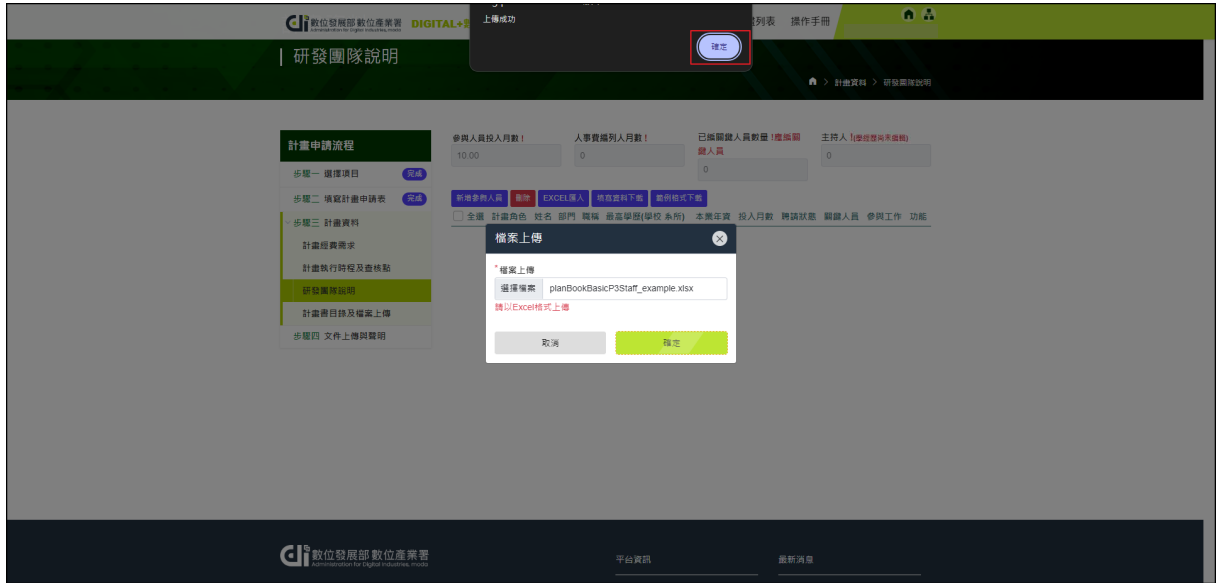 數位發展部數位產業署
Administration for Digital Industries, moda
DIGITAL+
上傳成功
列表 操作手冊
確定
研發團隊說明
> 計畫資料 > 研發團隊說明
計畫申請流程
步驟一 選擇項目 完成
步驟二 填寫計畫申請表 完成
步驟三 計畫資料
計畫經費需求
計畫執行時程及查核點
研發團隊說明
計畫書目錄及檔案上傳
步驟四 文件上傳與聲明
參與人員投入月數!
10.00
人事費編列人月數!
0
已填關鍵人員數量!應填關
鍵人員
0
主持人!(學經歷尚未填報)
0
新增參與人員 刪除 EXCEL匯入 填寫資料下載 範例格式下載
全選 計畫角色 姓名 部門 職稱 最高學歷(學校 系所) 本業年資 投入月數 聘請狀態 關鍵人員 參與工作 功能
檔案上傳
*檔案上傳
選擇檔案 planBookBasicP3Staff_example.xlsx
請以Excel格式上傳
取消 確定
數位發展部數位產業署
Administration for Digital Industries, moda
平台資訊
最新消息